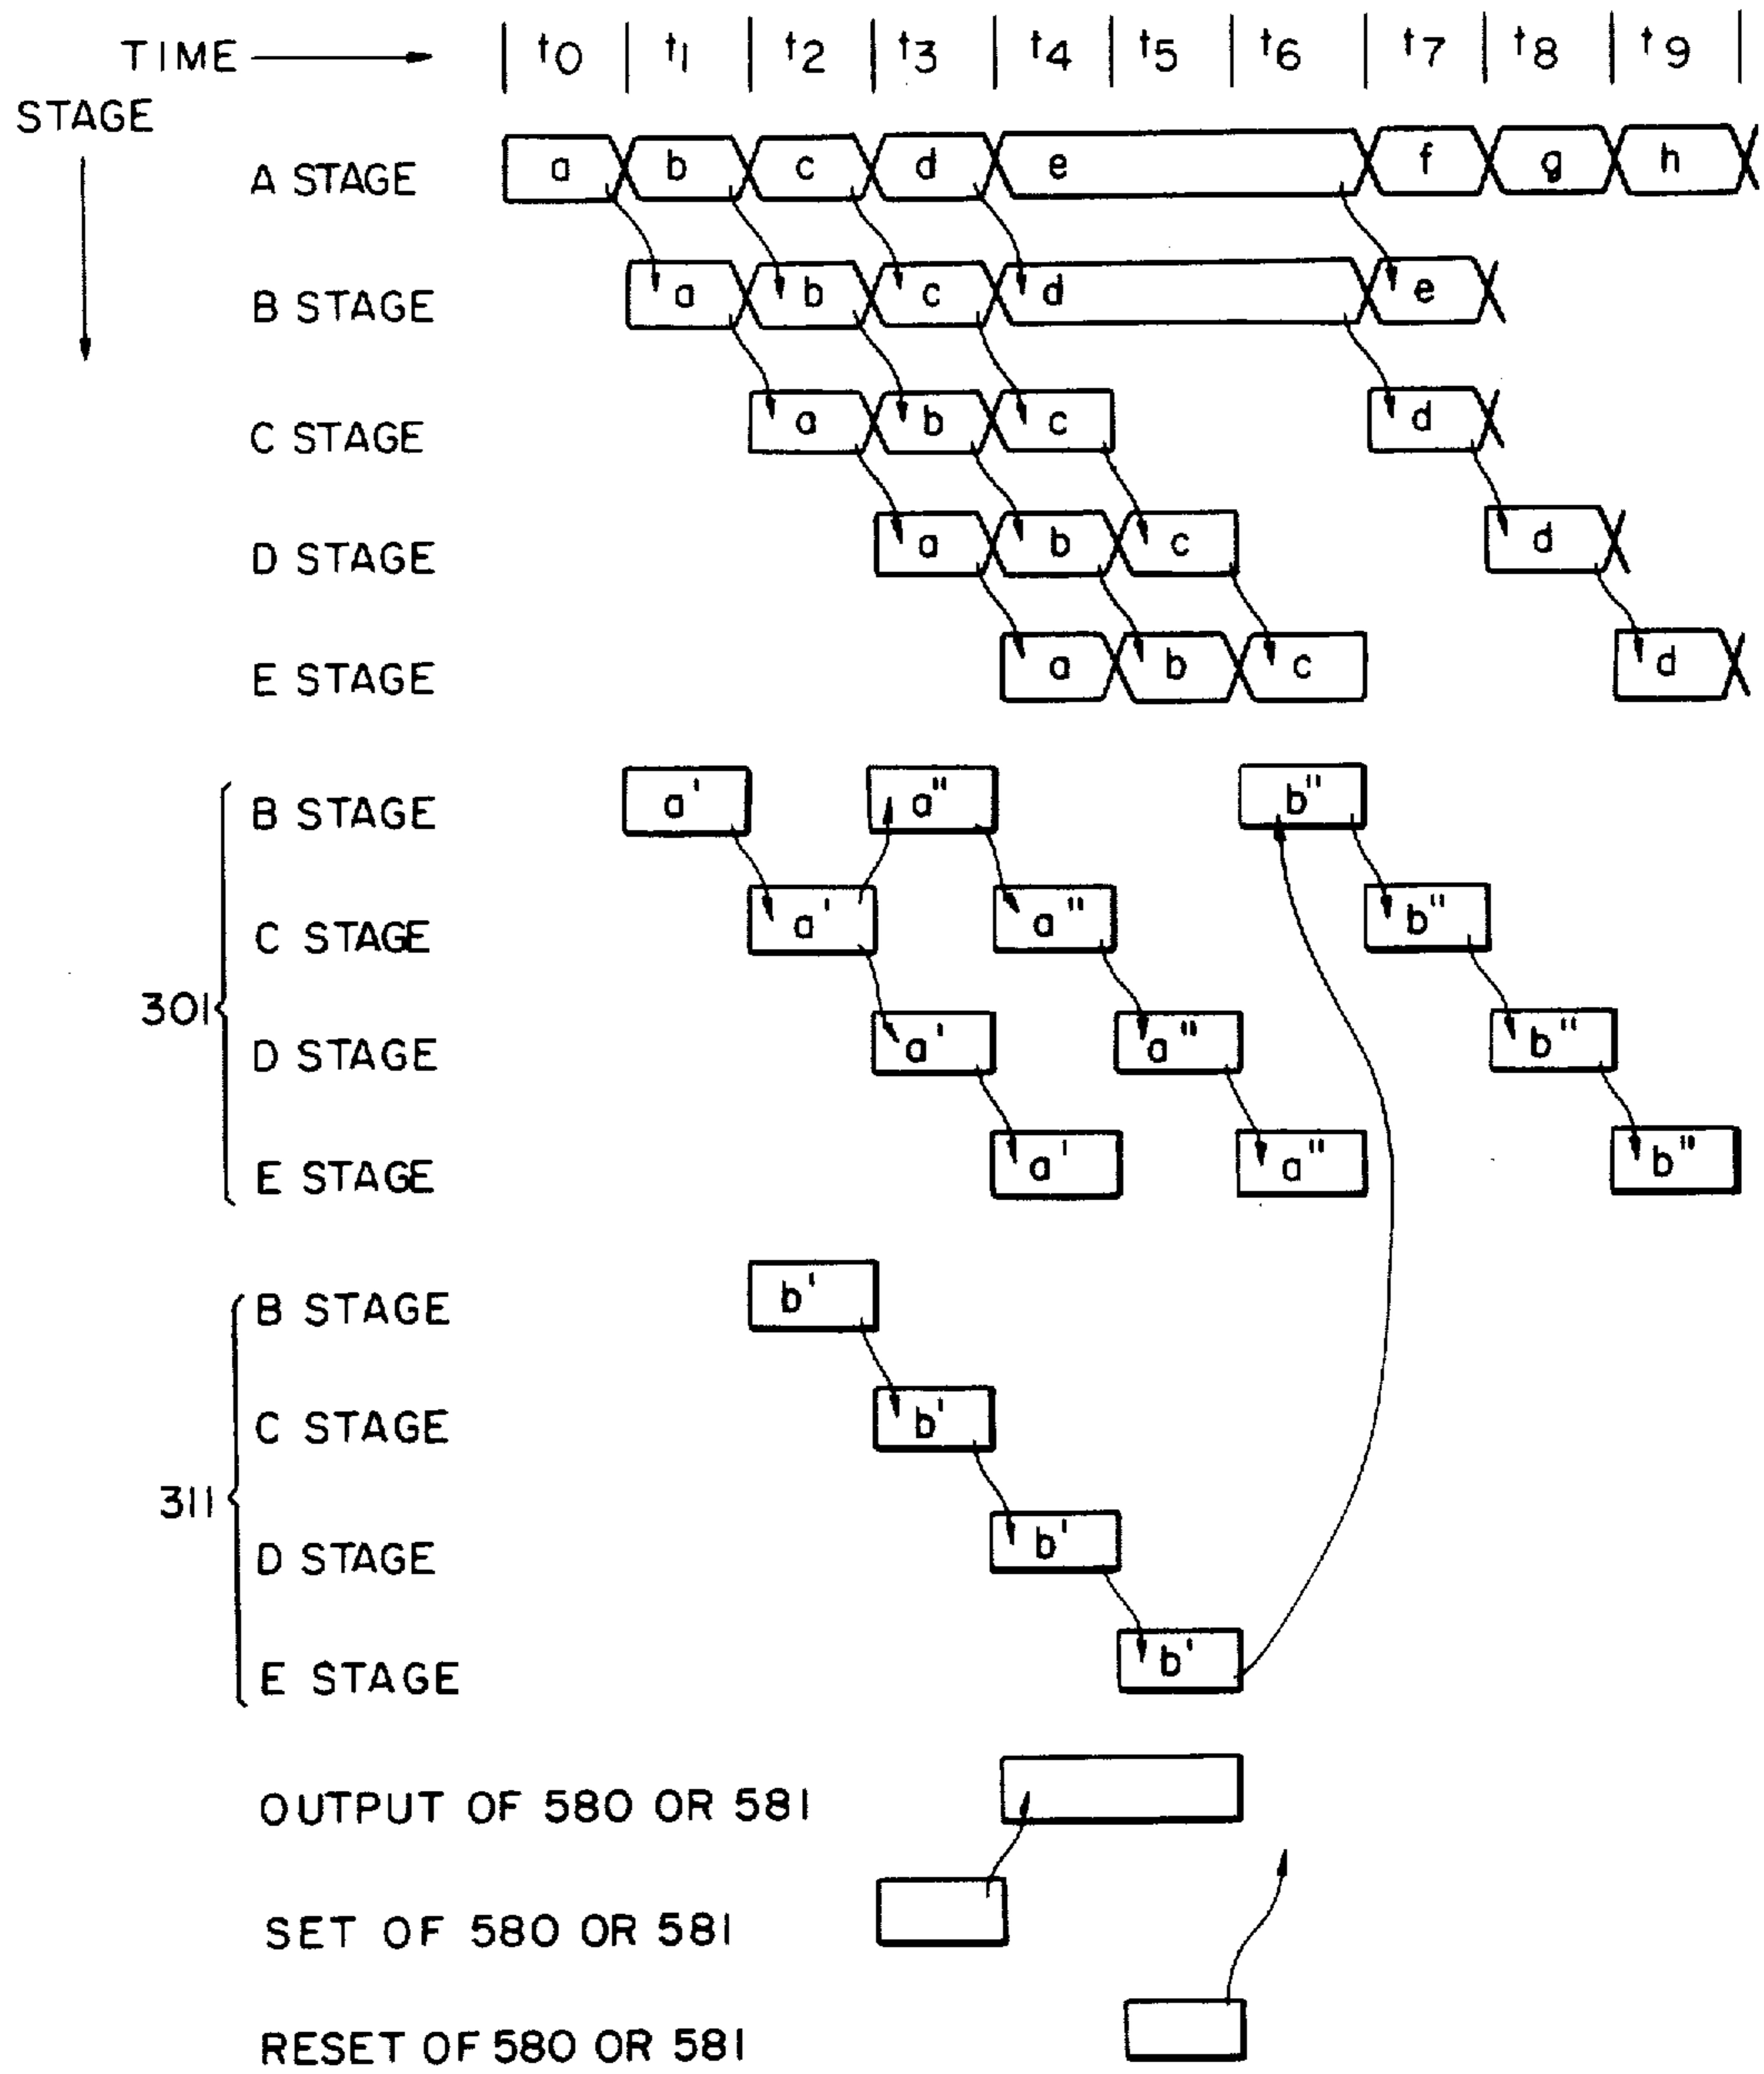 TIME t0 t1 t2 t3 t4 t5 t6 t7 t8 t9
STAGE
A STAGE a b c d e f g h
B STAGE a b c d e
C STAGE a b c d
D STAGE a b c d
E STAGE a b c d
B STAGE a' a" b"
C STAGE a' a" b"
301
D STAGE a' a" b"
E STAGE a' a" b"
B STAGE b'
C STAGE b'
311
D STAGE b'
E STAGE b'
OUTPUT OF 580 OR 581
SET OF 580 OR 581
RESET OF 580 OR 581